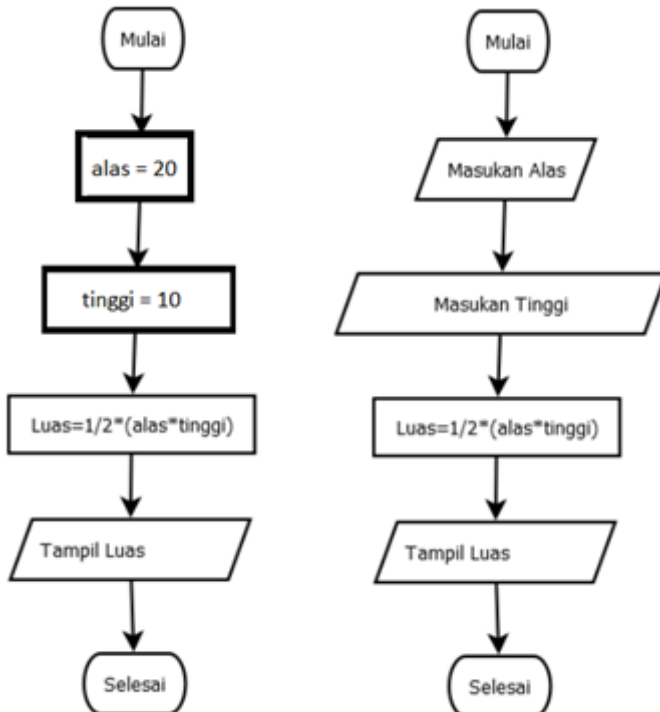 Mulai
alas = 20
tinggi = 10
Luas=1/2*(alas*tinggi)
Tampil Luas
Selesai
Mulai
Masukan Alas
Masukan Tinggi
Luas=1/2*(alas*tinggi)
Tampil Luas
Selesai